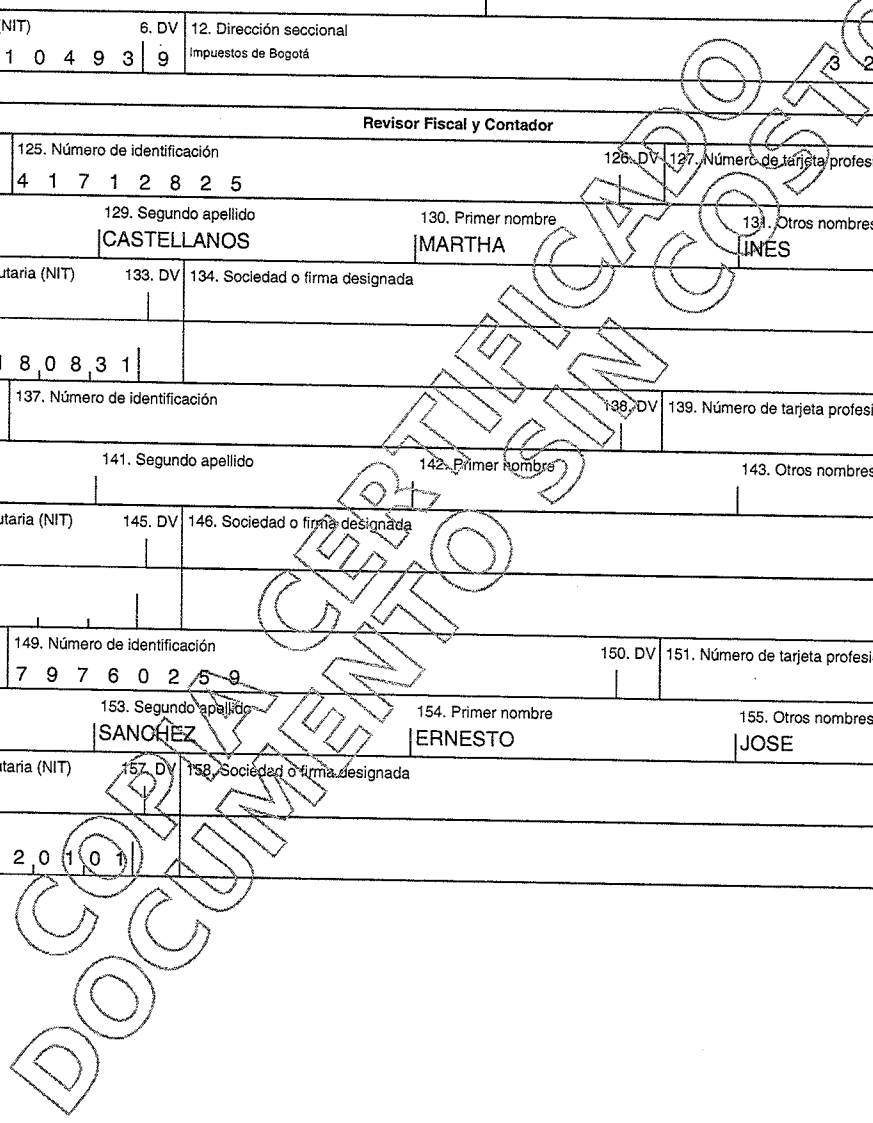 (NIT) 6. DV 12. Dirección seccional
1 0 4 9 3 9 Impuestos de Bogotá 3 2
Revisor Fiscal y Contador
125. Número de identificación 126. DV 127. Número de tarjeta profesi
4 1 7 1 2 8 2 5
129. Segundo apellido 130. Primer nombre 131. Otros nombres
CASTELLANOS MARTHA INES
utaria (NIT) 133. DV 134. Sociedad o firma designada
8 0 8 3 1
137. Número de identificación 138. DV 139. Número de tarjeta profesi
141. Segundo apellido 142. Primer nombre 143. Otros nombres
utaria (NIT) 145. DV 146. Sociedad o firma designada
149. Número de identificación 150. DV 151. Número de tarjeta profesi
7 9 7 6 0 2 5 9
153. Segundo apellido 154. Primer nombre 155. Otros nombres
SANCHEZ ERNESTO JOSE
utaria (NIT) 157. DV 158. Sociedad o firma designada
2 0 1 0 1
COPIA CERTIFICADO
DOCUMENTO SIN COSTO